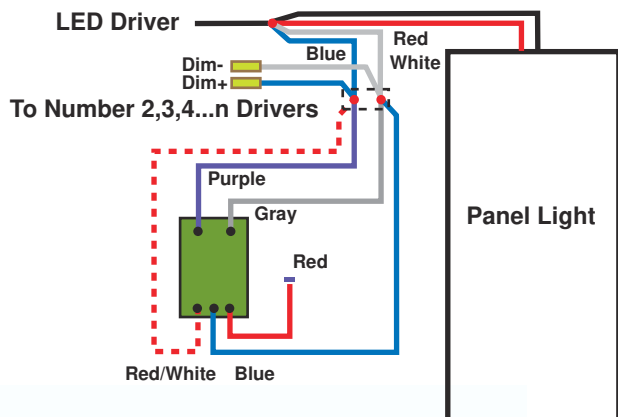 LED Driver
Blue
Red
White
Dim-
Dim+
To Number 2,3,4...n Drivers
Purple
Gray
Panel Light
Red
Red/White Blue